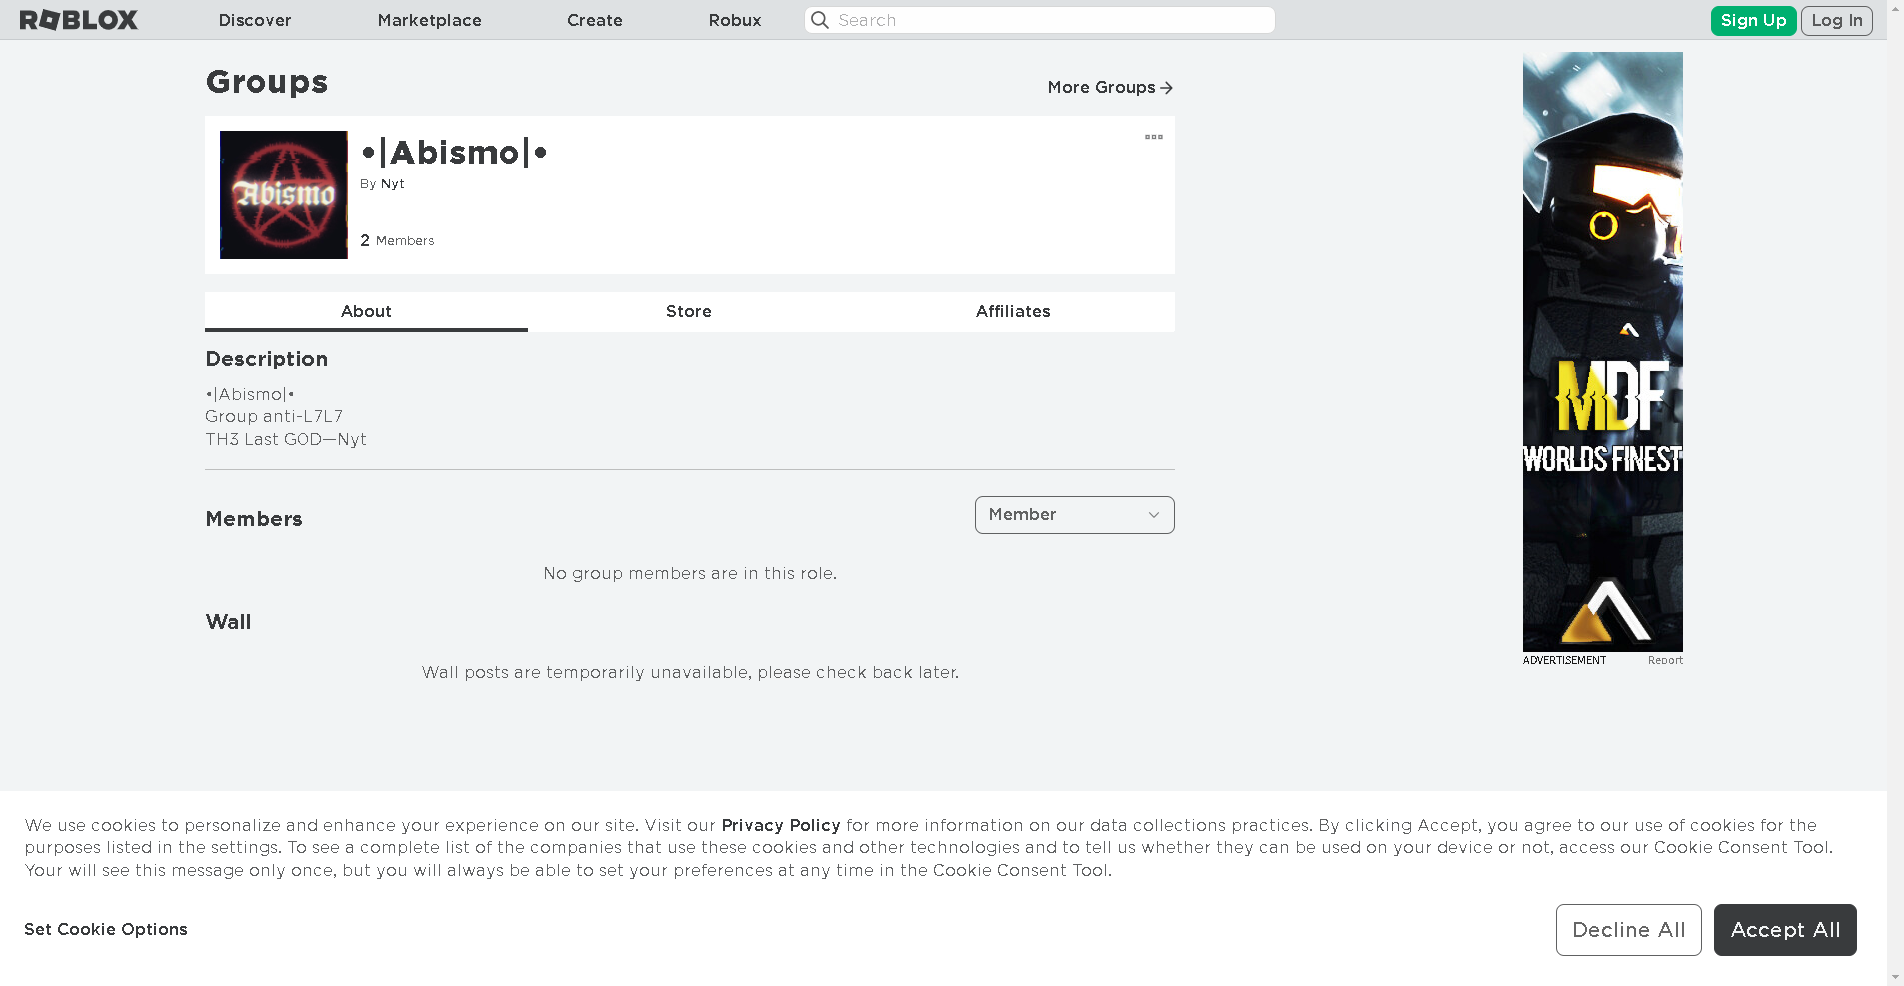 ROBLOX
Discover
Marketplace
Create
Robux
Search
Sign Up
Log In
Groups
More Groups
Abismo
•|Abismo|•
By Nyt
2 Members
About
Store
Affiliates
Description
•|Abismo|•
Group anti-L7L7
TH3 Last GOD—Nyt
Members
Member
No group members are in this role.
Wall
Wall posts are temporarily unavailable, please check back later.
MDF
WORLDS FINEST
ADVERTISEMENT
Report
We use cookies to personalize and enhance your experience on our site. Visit our Privacy Policy for more information on our data collections practices. By clicking Accept, you agree to our use of cookies for the
purposes listed in the settings. To see a complete list of the companies that use these cookies and other technologies and to tell us whether they can be used on your device or not, access our Cookie Consent Tool.
Your will see this message only once, but you will always be able to set your preferences at any time in the Cookie Consent Tool.
Set Cookie Options
Decline All
Accept All